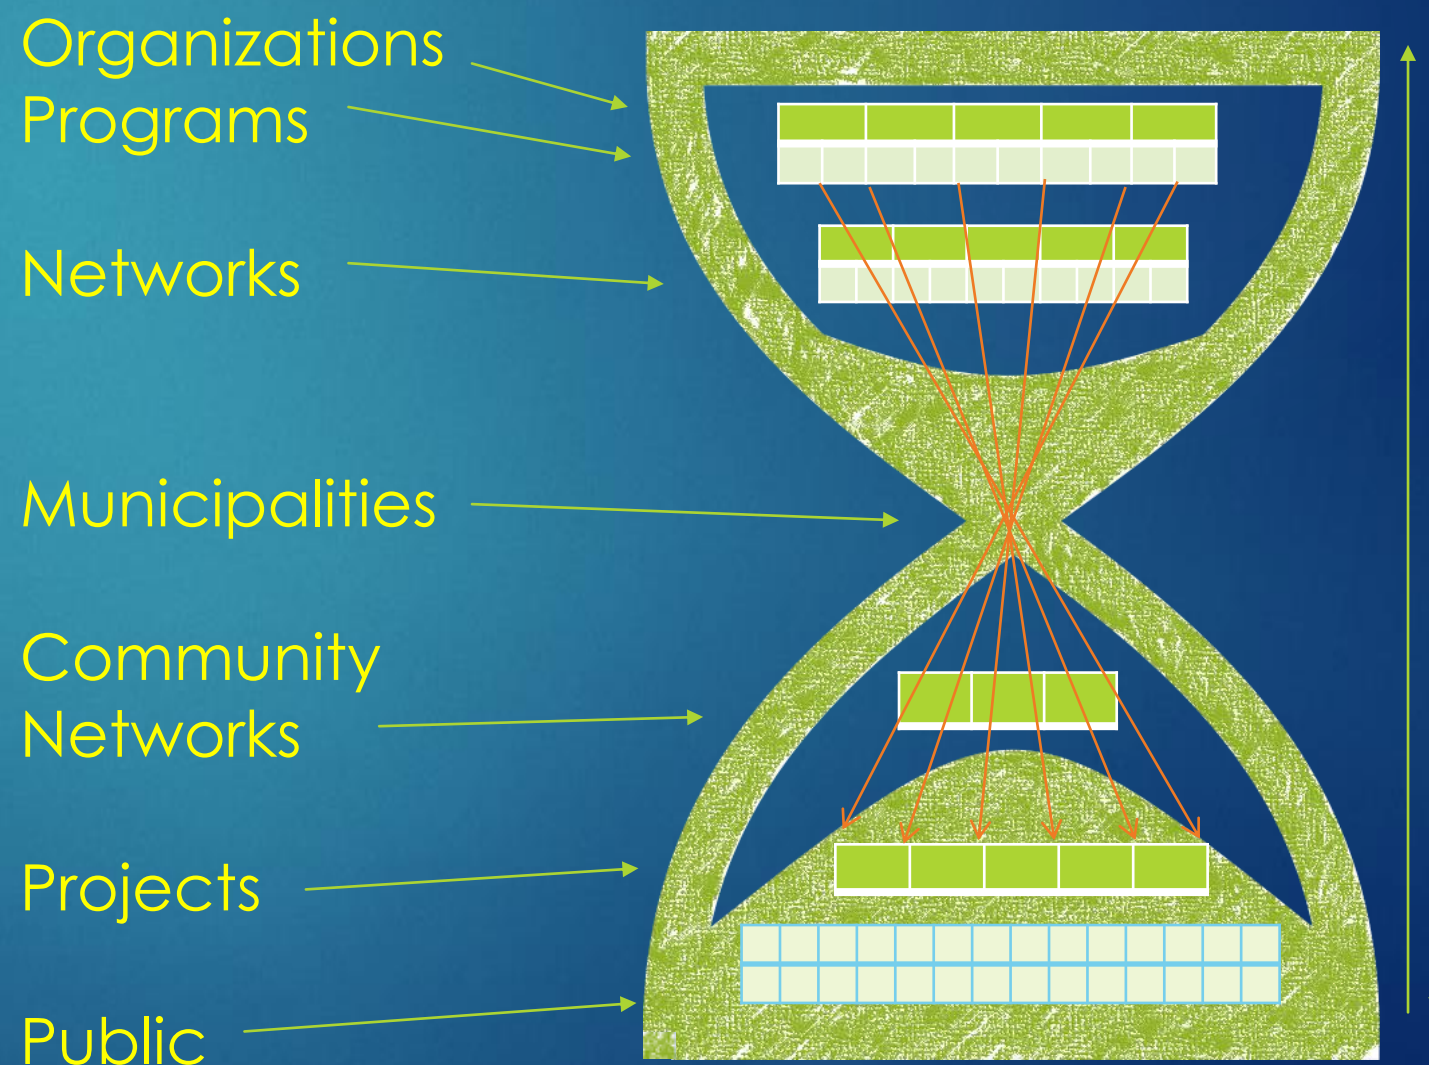 Organizations
Programs
Networks
Municipalities
Community
Networks
Projects
Public